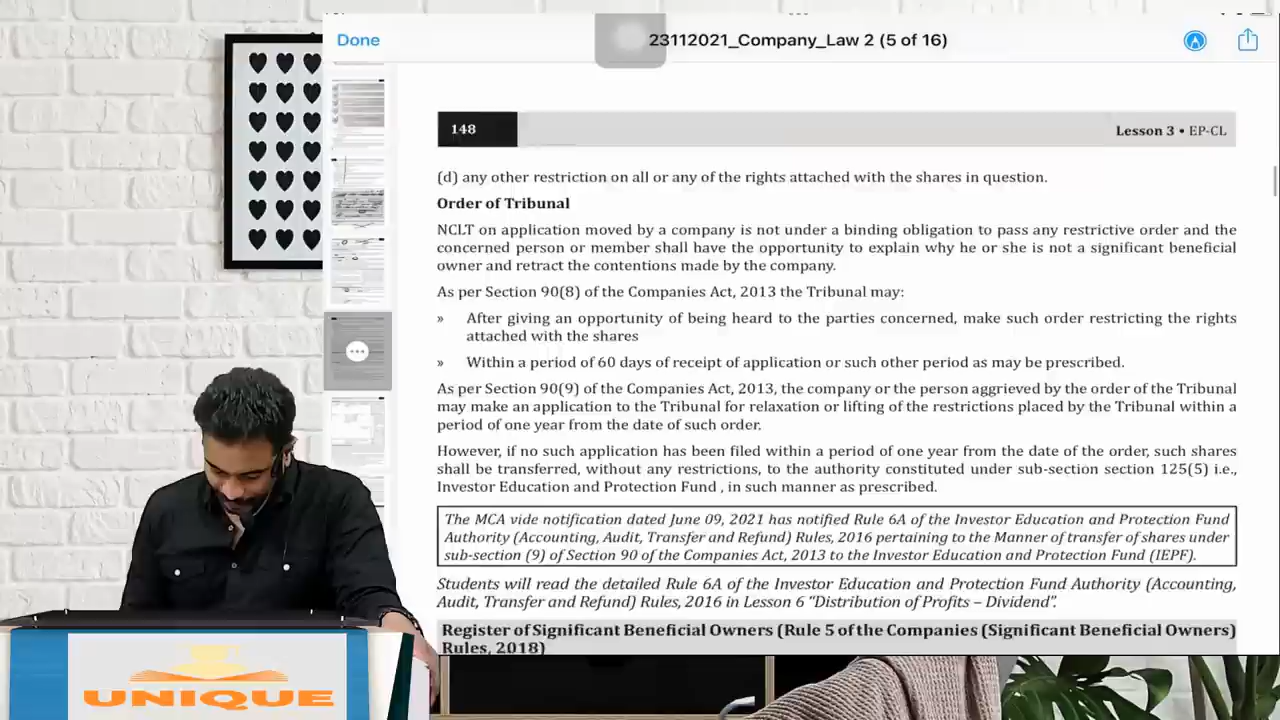 Done
23112021_Company_Law 2 (5 of 16)
148
Lesson 3 • EP-CL
(d) any other restriction on all or any of the rights attached with the shares in question.
Order of Tribunal
NCLT on application moved by a company is not under a binding obligation to pass any restrictive order and the
concerned person or member shall have the opportunity to explain why he or she is not a significant beneficial
owner and retract the contentions made by the company.
As per Section 90(8) of the Companies Act, 2013 the Tribunal may:
» After giving an opportunity of being heard to the parties concerned, make such order restricting the rights
attached with the shares
» Within a period of 60 days of receipt of application or such other period as may be prescribed.
As per Section 90(9) of the Companies Act, 2013, the company or the person aggrieved by the order of the Tribunal
may make an application to the Tribunal for relaxation or lifting of the restrictions placed by the Tribunal within a
period of one year from the date of such order.
However, if no such application has been filed within a period of one year from the date of the order, such shares
shall be transferred, without any restrictions, to the authority constituted under sub-section section 125(5) i.e.,
Investor Education and Protection Fund , in such manner as prescribed.
The MCA vide notification dated June 09, 2021 has notified Rule 6A of the Investor Education and Protection Fund
Authority (Accounting, Audit, Transfer and Refund) Rules, 2016 pertaining to the Manner of transfer of shares under
sub-section (9) of Section 90 of the Companies Act, 2013 to the Investor Education and Protection Fund (IEPF).
Students will read the detailed Rule 6A of the Investor Education and Protection Fund Authority (Accounting,
Audit, Transfer and Refund) Rules, 2016 in Lesson 6 “Distribution of Profits – Dividend”.
Register of Significant Beneficial Owners (Rule 5 of the Companies (Significant Beneficial Owners)
Rules, 2018)
UNIQUE